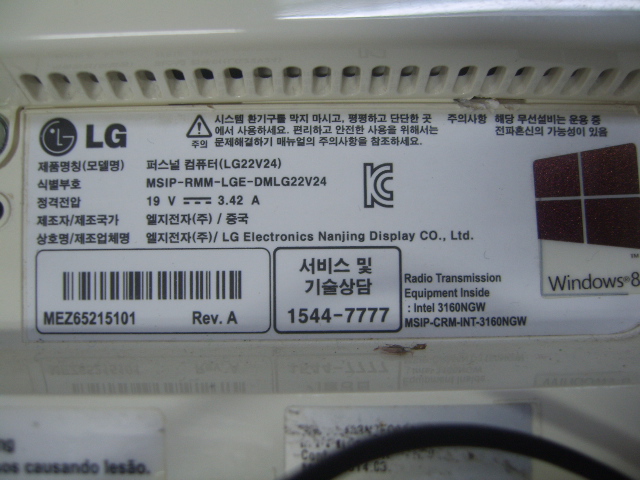 LG
주의
시스템 환기구를 막지 마시고, 평평하고 단단한 곳
에서 사용하세요. 편리하고 안전한 사용을 위해서는
문제해결하기 매뉴얼의 주의사항을 참조하세요.
주의사항
해당 무선설비는 운용 중
전파혼신의 가능성이 있음
제품명칭(모델명) 퍼스널 컴퓨터(LG22V24)
식별부호 MSIP-RMM-LGE-DMLG22V24
정격전압 19 V 3.42 A
제조자/제조국가 엘지전자(주) / 중국
상호명/제조업체명 엘지전자(주) / LG Electronics Nanjing Display CO., Ltd.
MEZ65215101 Rev. A
서비스 및
기술상담
1544-7777
Radio Transmission
Equipment Inside
: Intel 3160NGW
MSIP-CRM-INT-3160NGW
Windows 8
causando lesão.